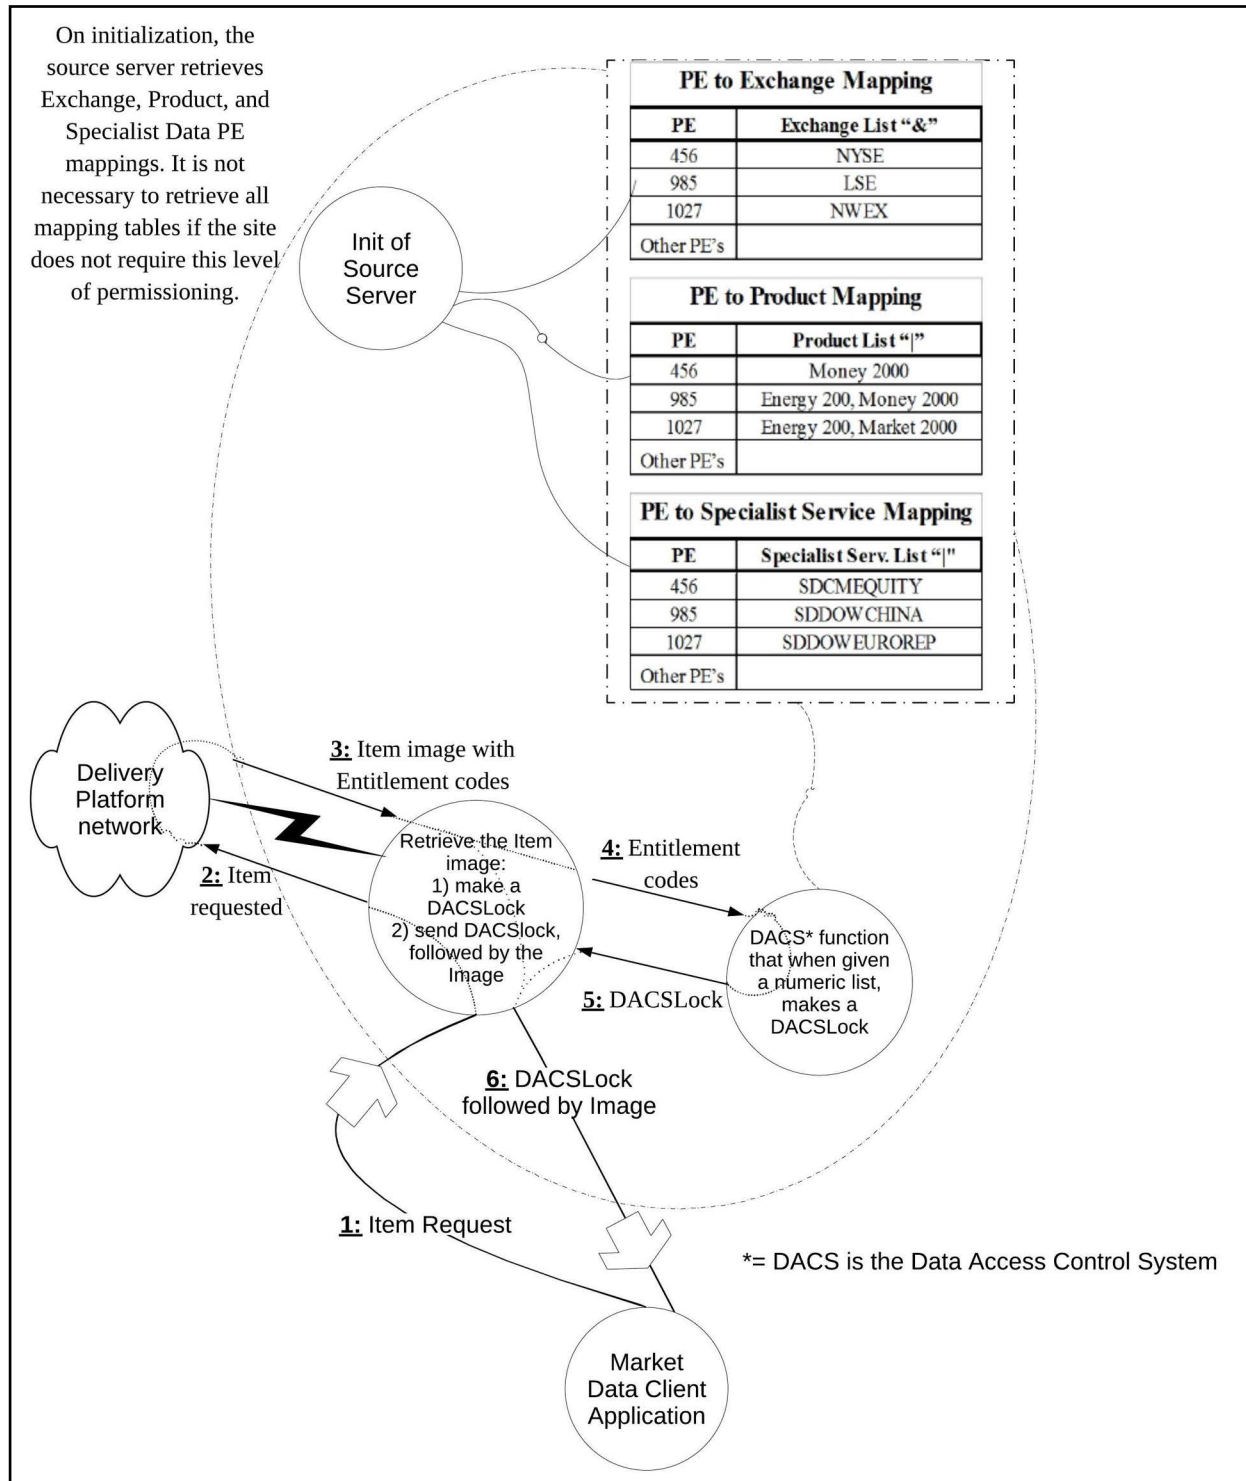 On initialization, the
source server retrieves
Exchange, Product, and
Specialist Data PE
mappings. It is not
necessary to retrieve all
mapping tables if the site
does not require this level
of permissioning.
Init of
Source
Server
PE to Exchange Mapping
PE Exchange List “&”
456 NYSE
985 LSE
1027 NWEX
Other PE's
PE to Product Mapping
PE Product List “|”
456 Money 2000
985 Energy 200, Money 2000
1027 Energy 200, Market 2000
Other PE's
PE to Specialist Service Mapping
PE Specialist Serv. List “|"
456 SDCMEQUITY
985 SDDOWCHINA
1027 SDDOWEUROREP
Other PE's
Delivery
Platform
network
3: Item image with
Entitlement codes
2: Item
requested
Retrieve the Item
image:
1) make a
DACSLock
2) send DACSlock,
followed by the
Image
4: Entitlement
codes
5: DACSLock
DACS* function
that when given
a numeric list,
makes a
DACSLock
6: DACSLock
followed by Image
1: Item Request
*= DACS is the Data Access Control System
Market
Data Client
Application